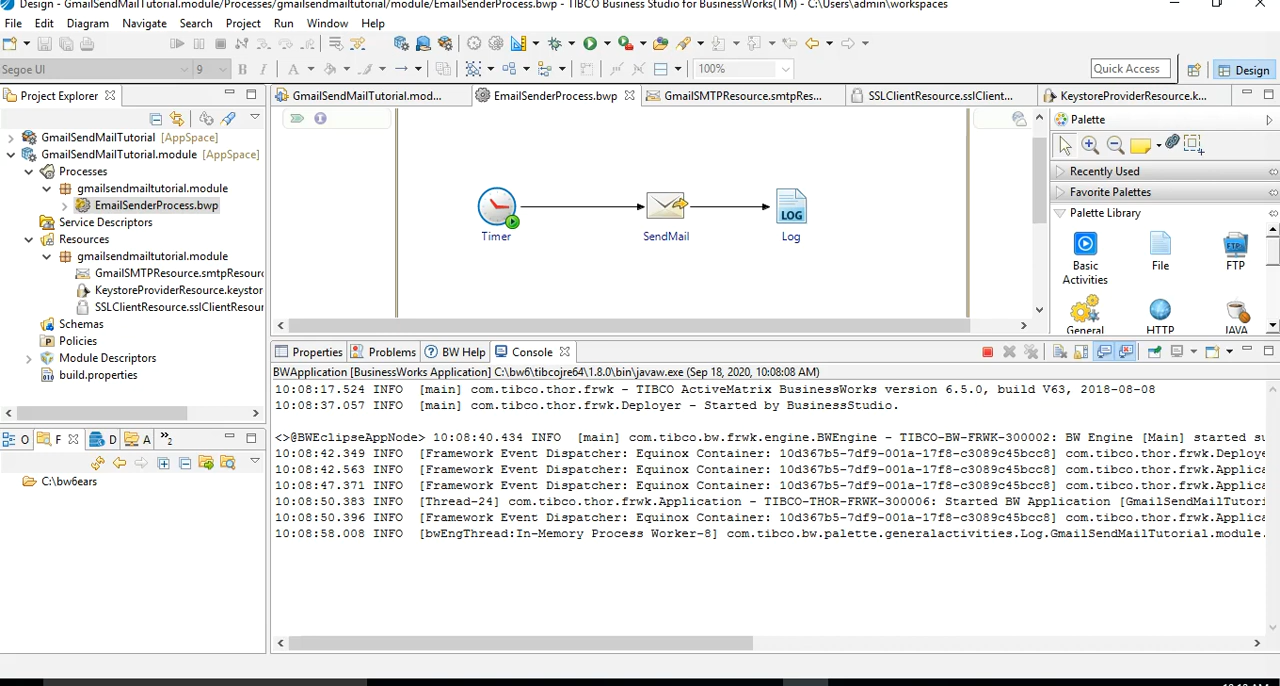 Design - GmailSendMailTutorial.module/Processes/gmailsendmailtutorial/module/EmailSenderProcess.bwp - TIBCO Business Studio for BusinessWorks(TM) - C:\Users\admin\workspaces
File Edit Diagram Navigate Search Project Run Window Help
Segoe UI 9 B I A 100% Quick Access Design
Project Explorer
GmailSendMailTutorial.mod... EmailSenderProcess.bwp GmailSMTPResource.smtpRes... SSLClientResource.sslClient... KeystoreProviderResource.k...
GmailSendMailTutorial [AppSpace]
GmailSendMailTutorial.module [AppSpace]
Processes
gmailsendmailtutorial.module
EmailSenderProcess.bwp
Service Descriptors
Resources
gmailsendmailtutorial.module
GmailSMTPResource.smtpResour
KeystoreProviderResource.keystor
SSLClientResource.sslClientResour
Schemas
Policies
Module Descriptors
build.properties
Timer SendMail LOG Log
Palette
Recently Used
Favorite Palettes
Palette Library
Basic Activities
File
FTP
General
HTTP
JAVA
O F D A 2
C:\bw6ears
Properties Problems BW Help Console
BWApplication [BusinessWorks Application] C:\bw6\tibcojre64\1.8.0\bin\javaw.exe (Sep 18, 2020, 10:08:08 AM)
10:08:17.524 INFO [main] com.tibco.thor.frwk - TIBCO ActiveMatrix BusinessWorks version 6.5.0, build V63, 2018-08-08
10:08:37.057 INFO [main] com.tibco.thor.frwk.Deployer - Started by BusinessStudio.
<>@BWEclipseAppNode> 10:08:40.434 INFO [main] com.tibco.bw.frwk.engine.BWEngine - TIBCO-BW-FRWK-300002: BW Engine [Main] started su
10:08:42.349 INFO [Framework Event Dispatcher: Equinox Container: 10d367b5-7df9-001a-17f8-c3089c45bcc8] com.tibco.thor.frwk.Deploye
10:08:42.563 INFO [Framework Event Dispatcher: Equinox Container: 10d367b5-7df9-001a-17f8-c3089c45bcc8] com.tibco.thor.frwk.Applica
10:08:47.371 INFO [Framework Event Dispatcher: Equinox Container: 10d367b5-7df9-001a-17f8-c3089c45bcc8] com.tibco.thor.frwk.Applica
10:08:50.383 INFO [Thread-24] com.tibco.thor.frwk.Application - TIBCO-THOR-FRWK-300006: Started BW Application [GmailSendMailTutori
10:08:50.396 INFO [Framework Event Dispatcher: Equinox Container: 10d367b5-7df9-001a-17f8-c3089c45bcc8] com.tibco.thor.frwk.Applica
10:08:58.008 INFO [bwEngThread:In-Memory Process Worker-8] com.tibco.bw.palette.generalactivities.Log.GmailSendMailTutorial.module.